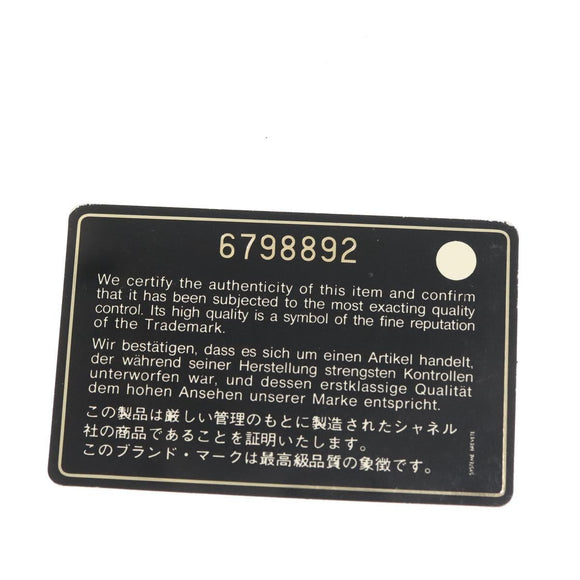 6798892
We certify the authenticity of this item and confirm
that it has been subjected to the most exacting quality
control. Its high quality is a symbol of the fine reputation
of the Trademark.
Wir bestätigen, dass es sich um einen Artikel handelt,
der während seiner Herstellung strengsten Kontrollen
unterworfen war, und dessen erstklassige Qualität
dem hohen Ansehen unserer Marke entspricht.
この製品は厳しい管理のもとに製造されたシャネル
社の商品であることを証明いたします。
このブランド・マークは最高級品質の象徴です。